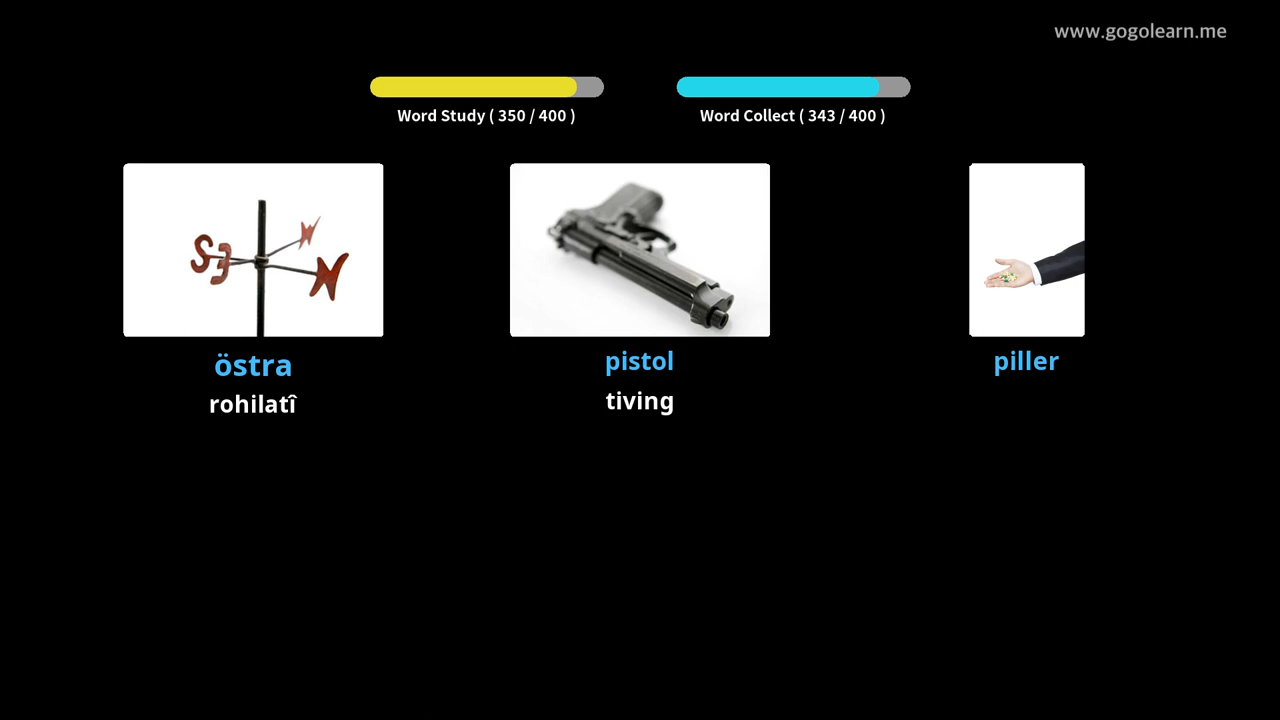 www.gogolearn.me
Word Study ( 350 / 400 )
Word Collect ( 343 / 400 )
S
E
W
N
östra
rohilatî
pistol
tiving
piller